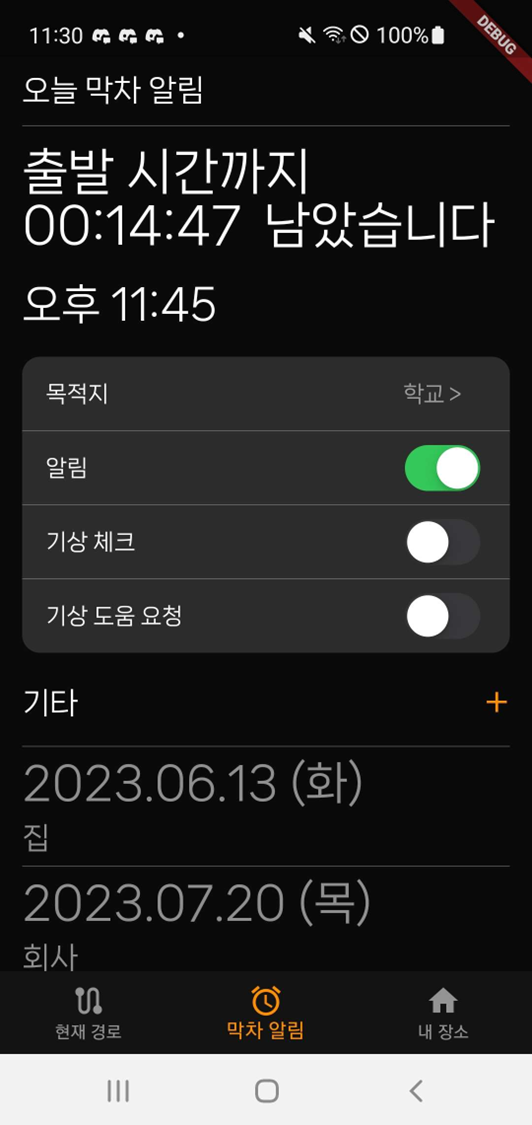 11:30
100%
DEBUG
오늘 막차 알림
출발 시간까지
00:14:47 남았습니다
오후 11:45
목적지
학교 >
알림
기상 체크
기상 도움 요청
기타
+
2023.06.13 (화)
집
2023.07.20 (목)
회사
현재 경로
막차 알림
내 장소